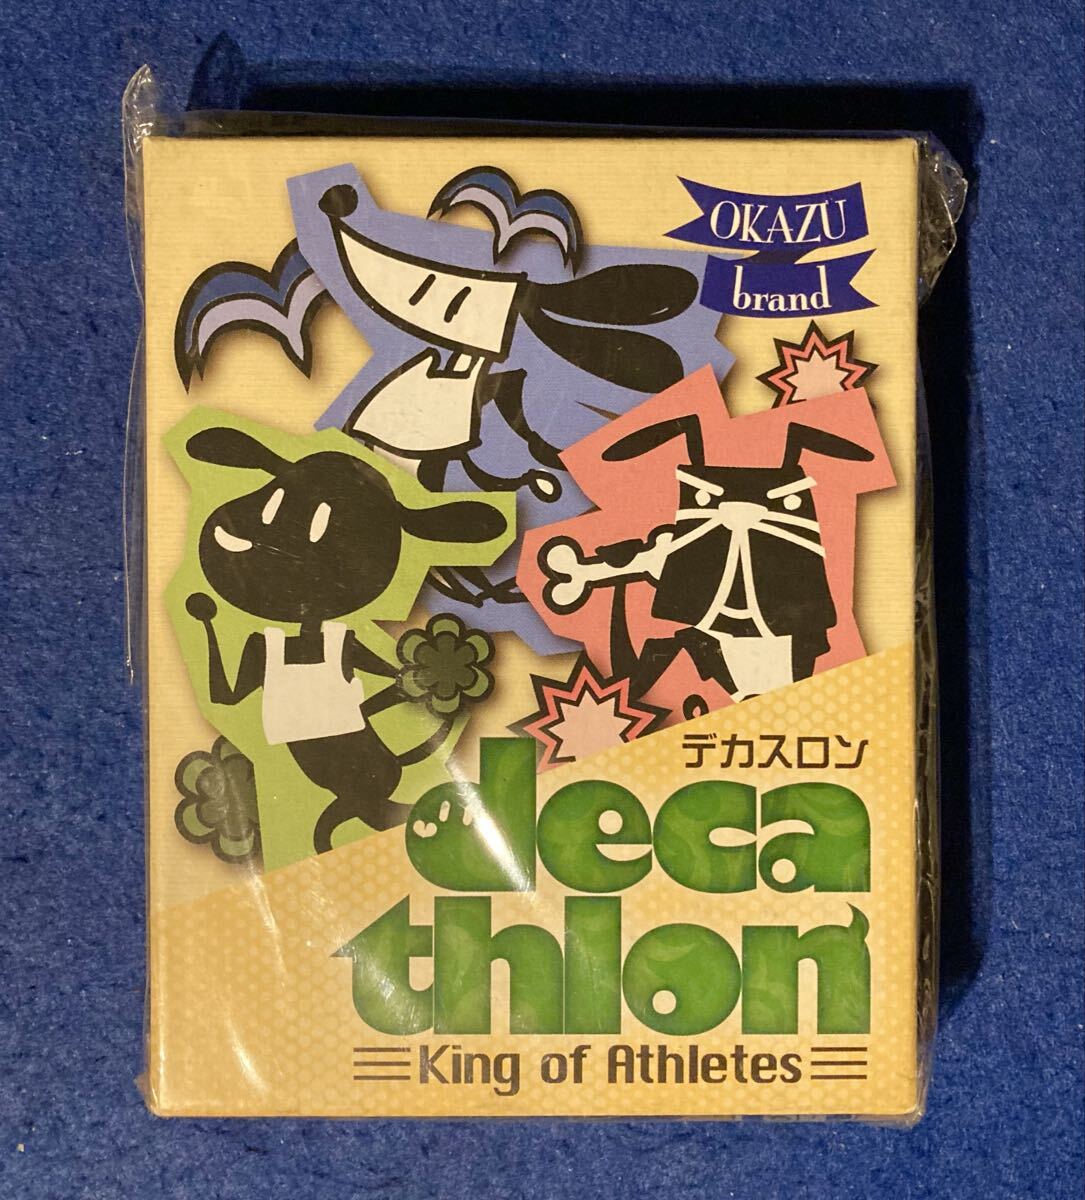 OKAZU
brand
デカスロン
deca
thlon
King of Athletes